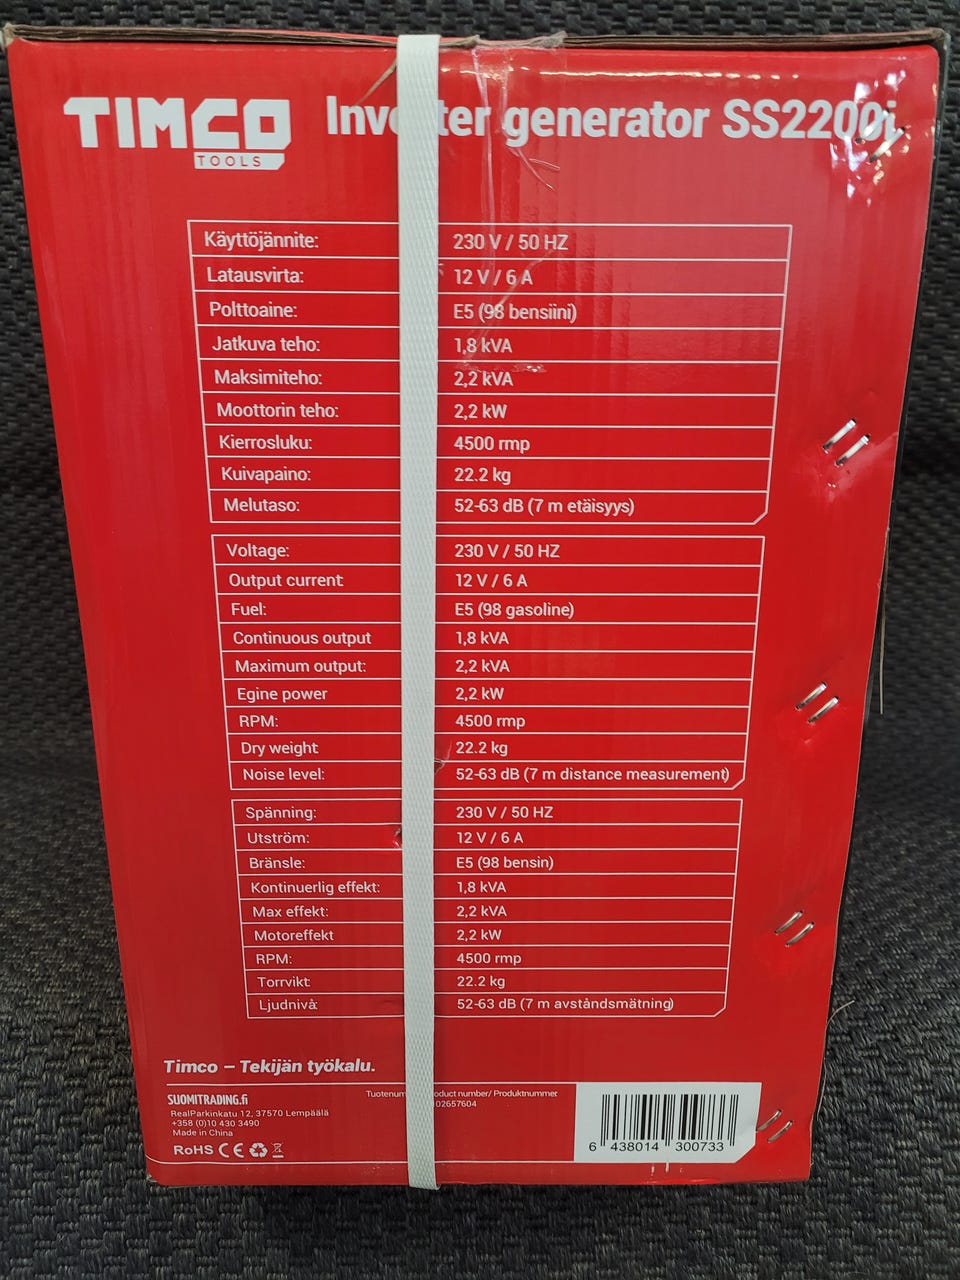 TIMCO
TOOLS
Inverter generator SS2200i
Käyttöjännite: 230 V / 50 HZ
Latausvirta: 12 V / 6 A
Polttoaine: E5 (98 bensiini)
Jatkuva teho: 1,8 kVA
Maksimiteho: 2,2 kVA
Moottorin teho: 2,2 kW
Kierrosluku: 4500 rmp
Kuivapaino: 22.2 kg
Melutaso: 52-63 dB (7 m etäisyys)
Voltage: 230 V / 50 HZ
Output current: 12 V / 6 A
Fuel: E5 (98 gasoline)
Continuous output 1,8 kVA
Maximum output: 2,2 kVA
Egine power 2,2 kW
RPM: 4500 rmp
Dry weight 22.2 kg
Noise level: 52-63 dB (7 m distance measurement)
Spänning: 230 V / 50 HZ
Utström: 12 V / 6 A
Bränsle: E5 (98 bensin)
Kontinuerlig effekt: 1,8 kVA
Max effekt: 2,2 kVA
Motoreffekt 2,2 kW
RPM: 4500 rmp
Torrvikt: 22.2 kg
Ljudnivå: 52-63 dB (7 m avståndsmätning)
Timco – Tekijän työkalu.
SUOMITRADING.fi
RealParkinkatu 12, 37570 Lempäälä
+358 (0)10 430 3490
Made in China
RoHS CE
number/ Produktnummer:
02657604
6 438014 300733